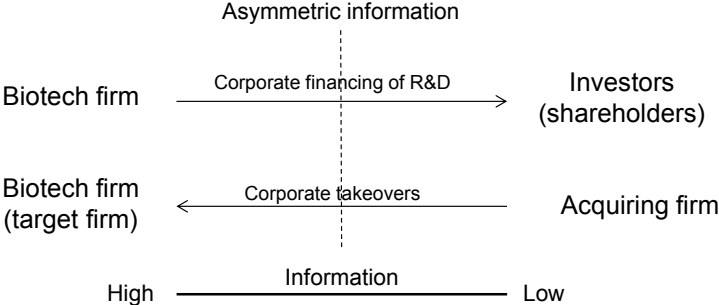 Asymmetric information
Biotech firm
Corporate financing of R&D
Investors
(shareholders)
Biotech firm
(target firm)
Corporate takeovers
Acquiring firm
Information
High
Low